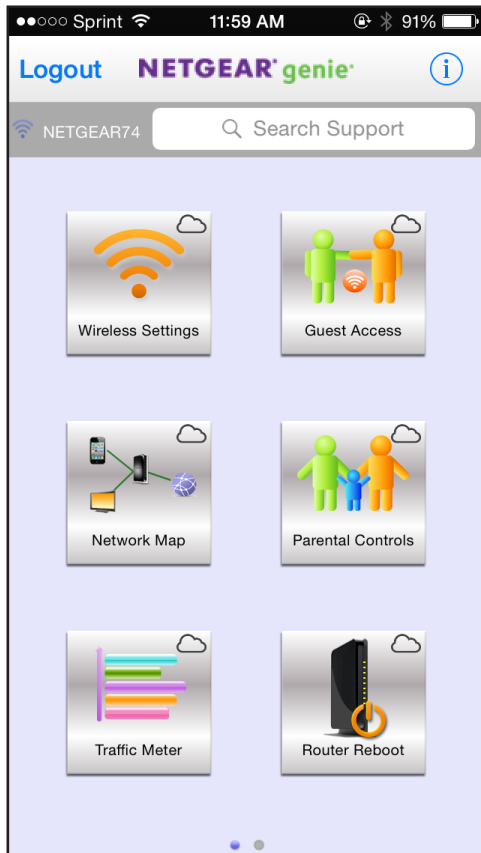 Sprint 11:59 AM 91%
Logout NETGEAR® genie®
NETGEAR74 Search Support
Wireless Settings Guest Access
Network Map Parental Controls
Traffic Meter Router Reboot